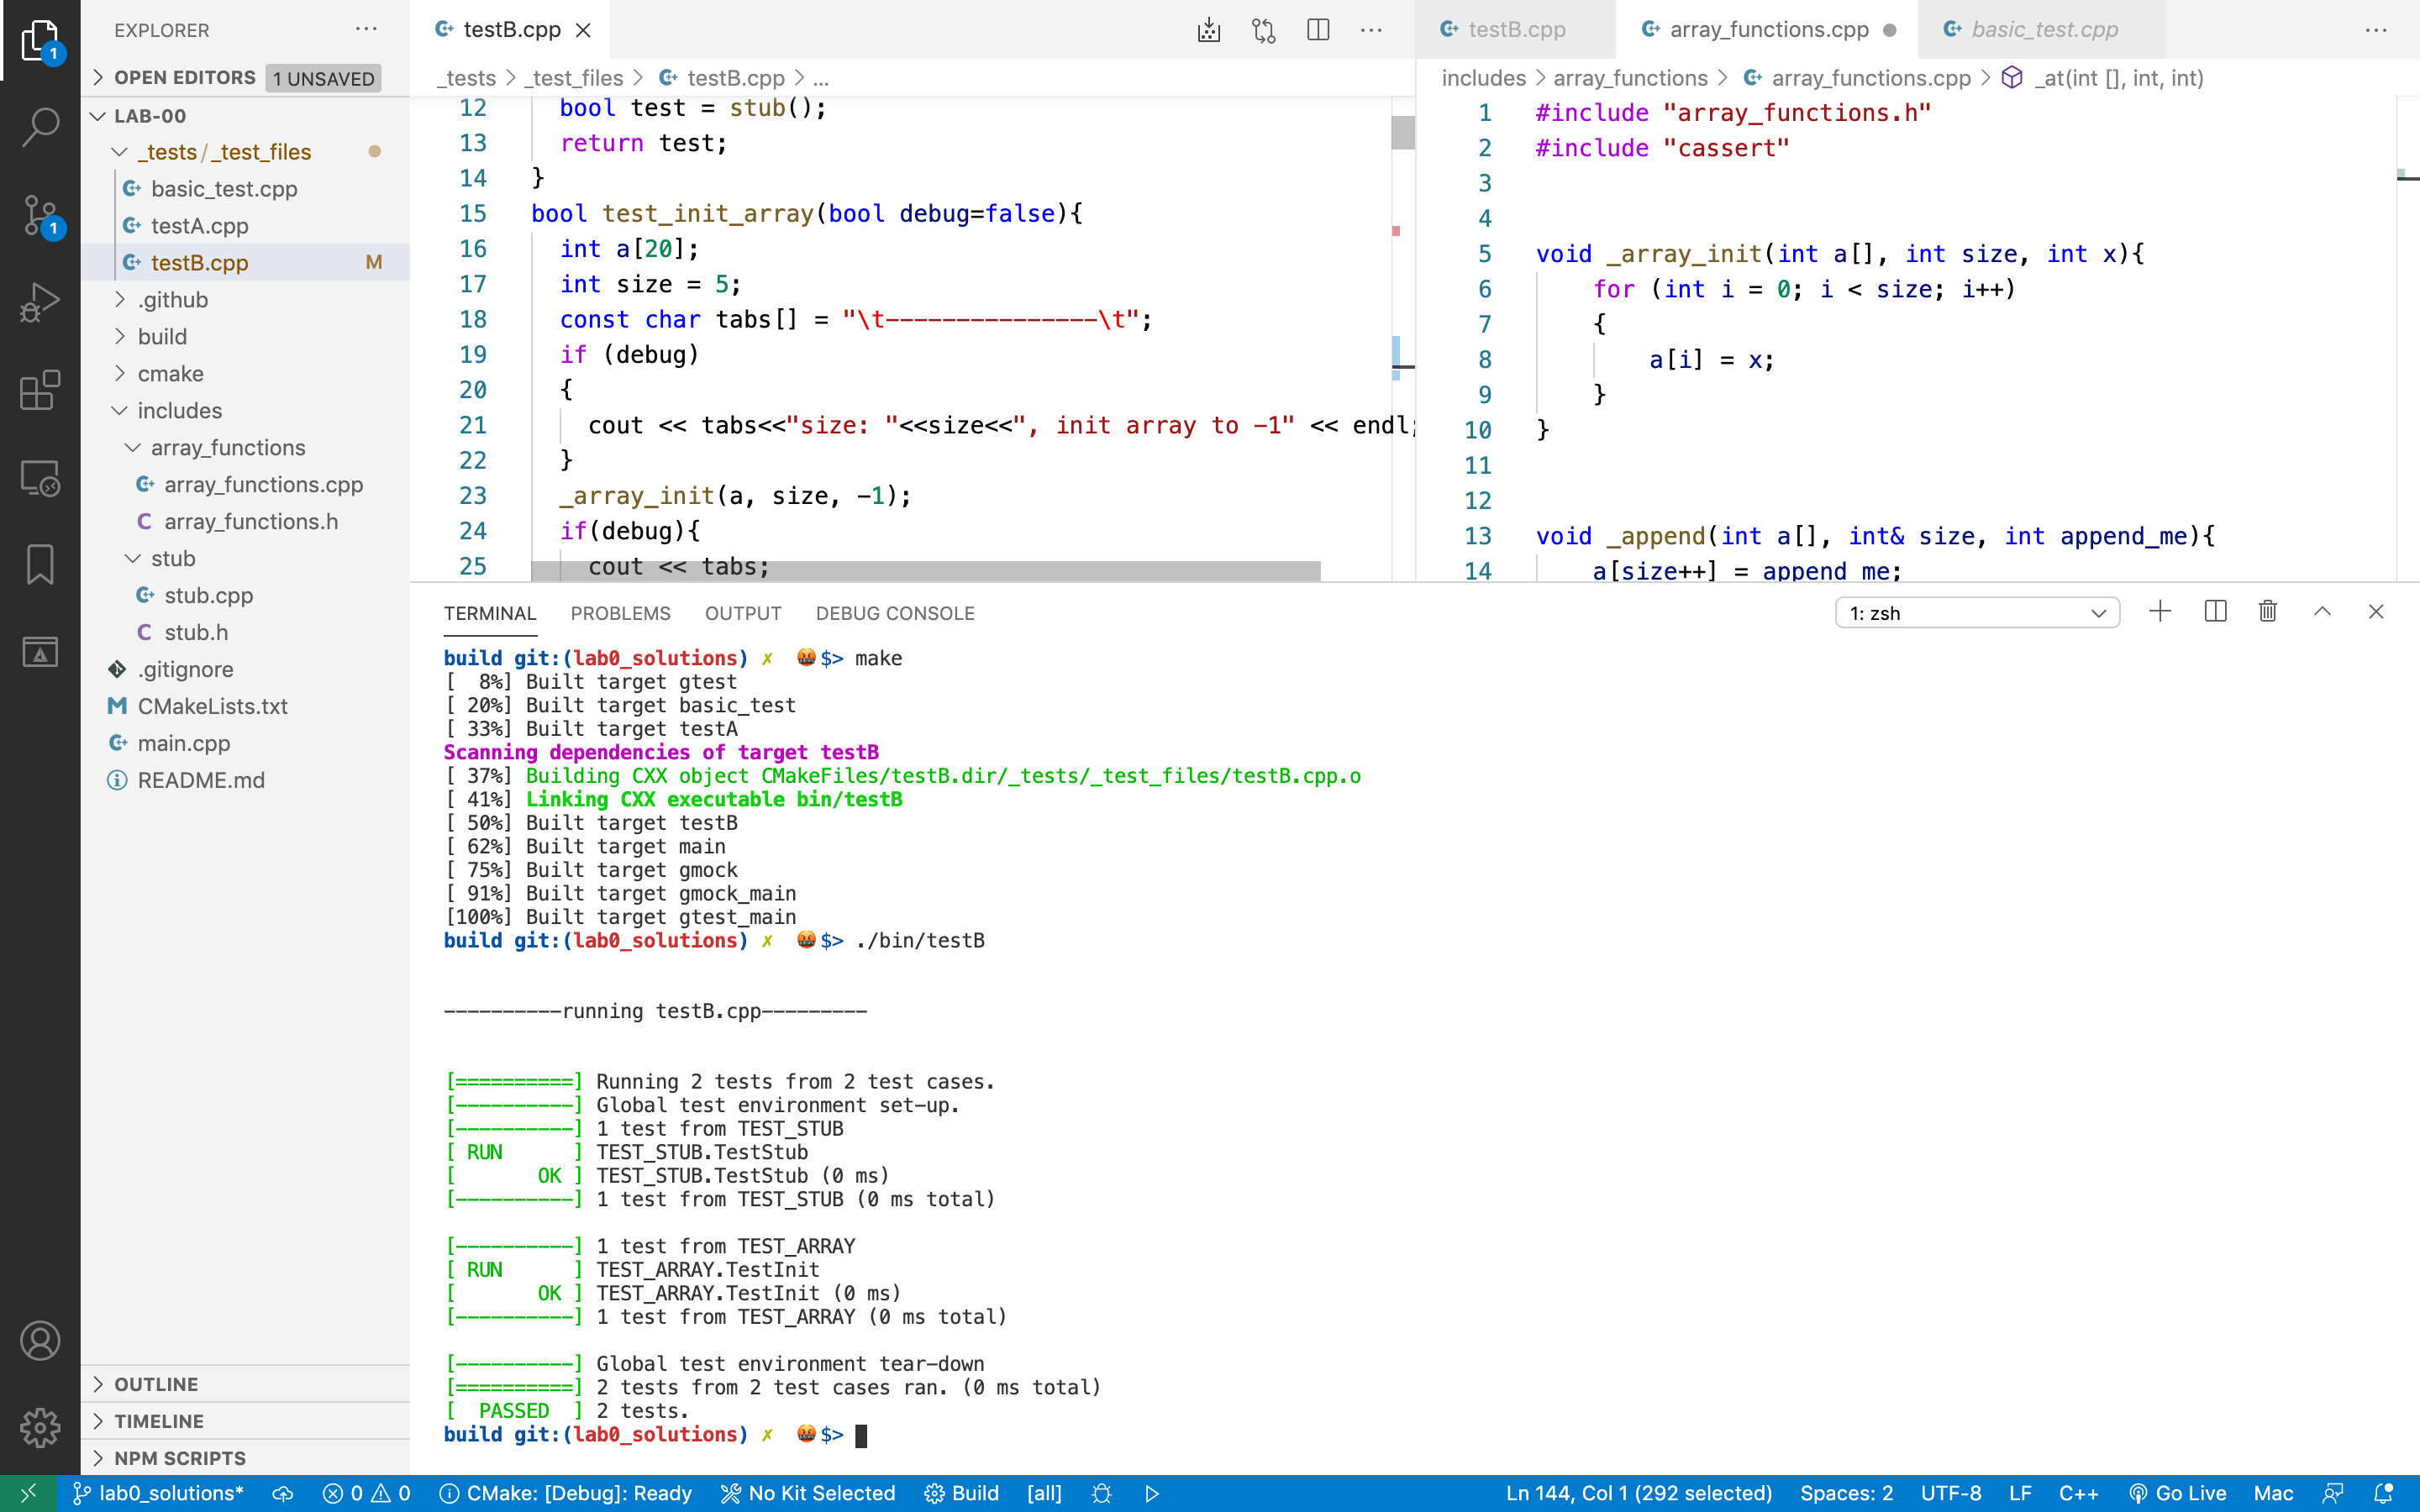 EXPLORER
OPEN EDITORS 1 UNSAVED
LAB-00
_tests/_test_files
basic_test.cpp
testA.cpp
testB.cpp M
.github
build
cmake
includes
array_functions
array_functions.cpp
array_functions.h
stub
stub.cpp
stub.h
.gitignore
CMakeLists.txt
main.cpp
README.md
OUTLINE
TIMELINE
NPM SCRIPTS
1
1
testB.cpp
_tests > _test_files > testB.cpp > ...
12 bool test = stub();
13 return test;
14 }
15 bool test_init_array(bool debug=false){
16 int a[20];
17 int size = 5;
18 const char tabs[] = "\t---------------\t";
19 if (debug)
20 {
21 cout << tabs<<"size: "<<size<<", init array to -1" << endl;
22 }
23 _array_init(a, size, -1);
24 if(debug){
25 cout << tabs;
testB.cpp array_functions.cpp basic_test.cpp
includes > array_functions > array_functions.cpp > _at(int [], int, int)
1 #include "array_functions.h"
2 #include "cassert"
3
4
5 void _array_init(int a[], int size, int x){
6 for (int i = 0; i < size; i++)
7 {
8 a[i] = x;
9 }
10 }
11
12
13 void _append(int a[], int& size, int append_me){
14 a[size++] = append_me;
TERMINAL PROBLEMS OUTPUT DEBUG CONSOLE 1: zsh
build git:(lab0_solutions) ✗ 🤬$> make
[  8%] Built target gtest
[ 20%] Built target basic_test
[ 33%] Built target testA
Scanning dependencies of target testB
[ 37%] Building CXX object CMakeFiles/testB.dir/_tests/_test_files/testB.cpp.o
[ 41%] Linking CXX executable bin/testB
[ 50%] Built target testB
[ 62%] Built target main
[ 75%] Built target gmock
[ 91%] Built target gmock_main
[100%] Built target gtest_main
build git:(lab0_solutions) ✗ 🤬$> ./bin/testB
----------running testB.cpp---------
[==========] Running 2 tests from 2 test cases.
[----------] Global test environment set-up.
[----------] 1 test from TEST_STUB
[ RUN      ] TEST_STUB.TestStub
[       OK ] TEST_STUB.TestStub (0 ms)
[----------] 1 test from TEST_STUB (0 ms total)
[----------] 1 test from TEST_ARRAY
[ RUN      ] TEST_ARRAY.TestInit
[       OK ] TEST_ARRAY.TestInit (0 ms)
[----------] 1 test from TEST_ARRAY (0 ms total)
[----------] Global test environment tear-down
[==========] 2 tests from 2 test cases ran. (0 ms total)
[  PASSED  ] 2 tests.
build git:(lab0_solutions) ✗ 🤬$>
lab0_solutions* 0 0 CMake: [Debug]: Ready No Kit Selected Build [all] Ln 144, Col 1 (292 selected) Spaces: 2 UTF-8 LF C++ Go Live Mac